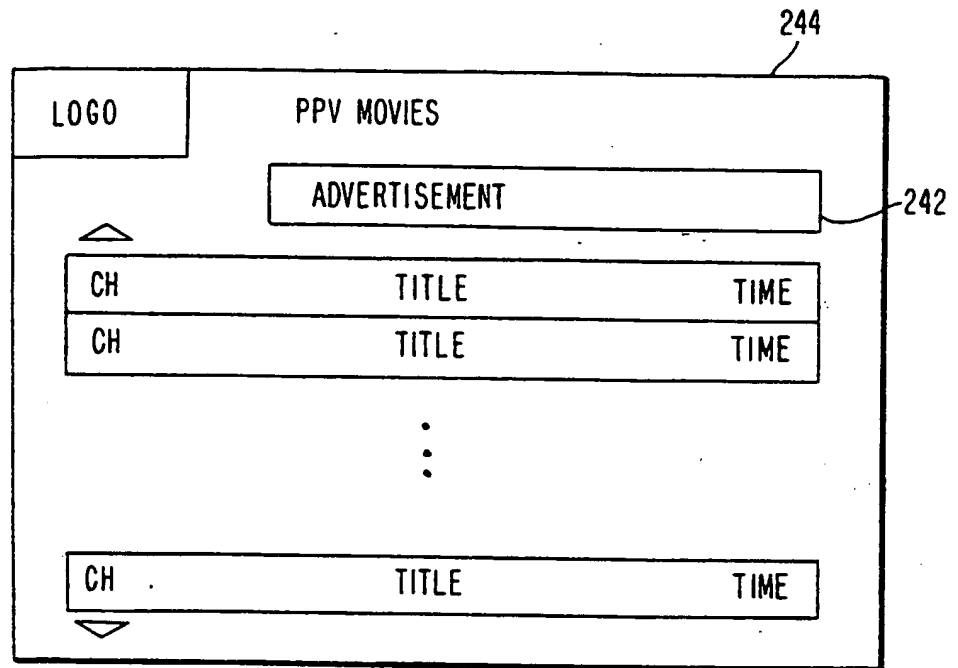 244
LOGO PPV MOVIES
ADVERTISEMENT
242
CH TITLE TIME
CH TITLE TIME
CH TITLE TIME